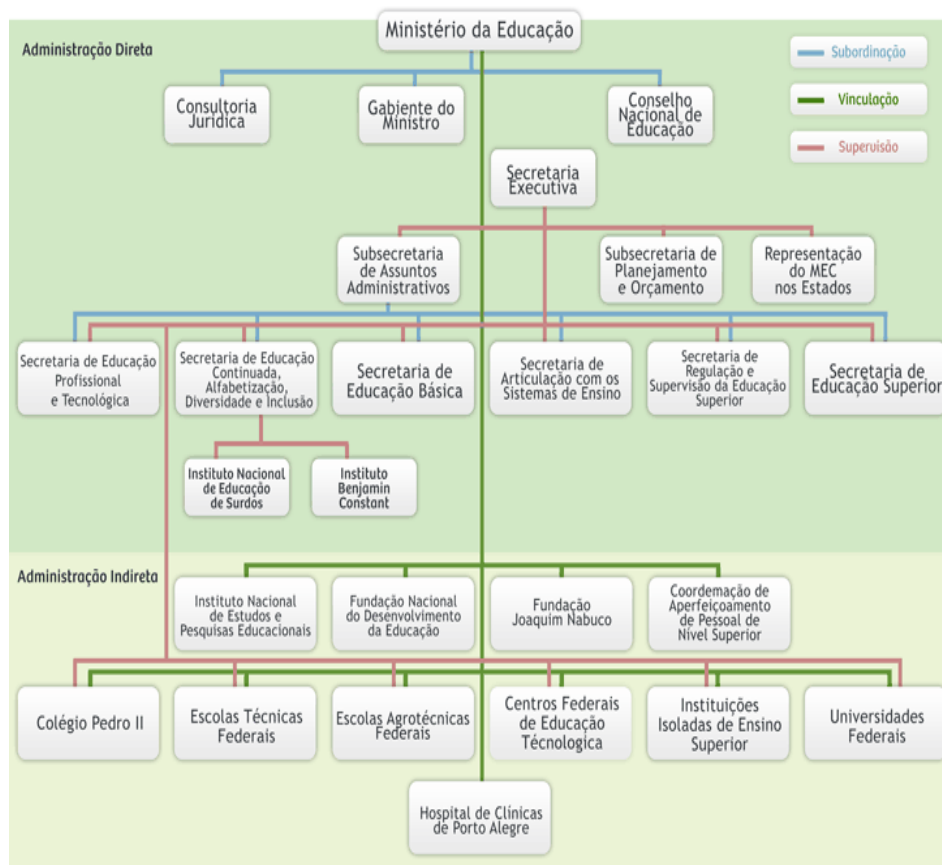 Ministério da Educação
Administração Direta
Subordinação
Vinculação
Supervisão
Consultoria
Jurídica
Gabiente do
Ministro
Conselho
Nacional de
Educação
Secretaria
Executiva
Subsecretaria
de Assuntos
Administrativos
Subsecretaria de
Planejamento
e Orçamento
Representação
do MEC
nos Estados
Secretaria de Educação
Profissional
e Tecnológica
Secretaria de Educação
Continuada,
Alfabetização,
Diversidade e Inclusão
Secretaria de
Educação Básica
Secretaria de
Articulação com os
Sistemas de Ensino
Secretaria de
Regulação e
Supervisão da Educação
Superior
Secretaria de
Educação Superior
Instituto Nacional
de Educação
de Surdos
Instituto
Benjamin
Constant
Administração Indireta
Instituto Nacional
de Estudos e
Pesquisas Educacionais
Fundação Nacional
do Desenvolvimento
da Educação
Fundação
Joaquim Nabuco
Coordemação de
Aperfeiçoamento
de Pessoal de
Nível Superior
Colégio Pedro II
Escolas Técnicas
Federais
Escolas Agrotécnicas
Federais
Centros Federais
de Educação
Técnologica
Instituições
Isoladas de Ensino
Superior
Universidades
Federais
Hospital de Clínicas
de Porto Alegre